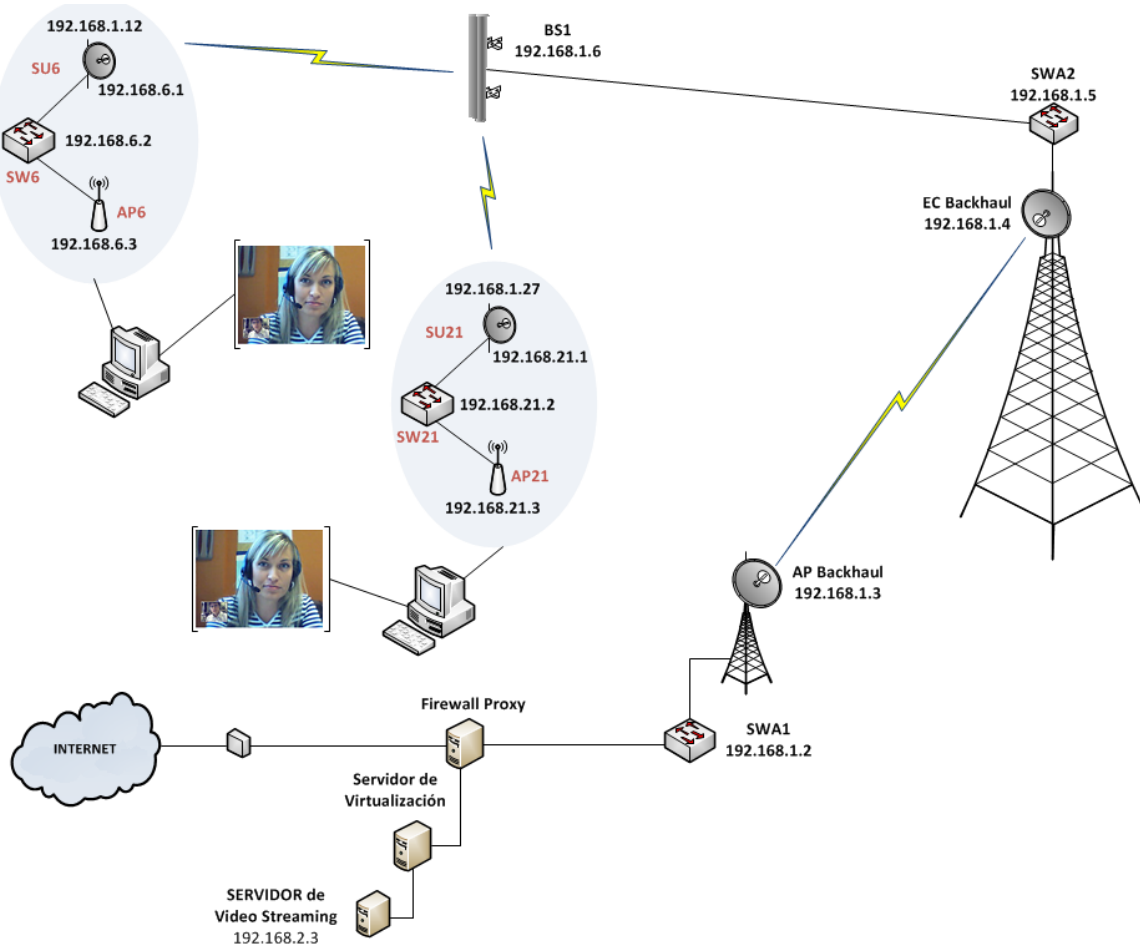 192.168.1.12
SU6
192.168.6.1
192.168.6.2
SW6
AP6
192.168.6.3
BS1
192.168.1.6
SWA2
192.168.1.5
EC Backhaul
192.168.1.4
192.168.1.27
SU21
192.168.21.1
192.168.21.2
SW21
AP21
192.168.21.3
AP Backhaul
192.168.1.3
SWA1
192.168.1.2
Firewall Proxy
INTERNET
Servidor de
Virtualización
SERVIDOR de
Video Streaming
192.168.2.3